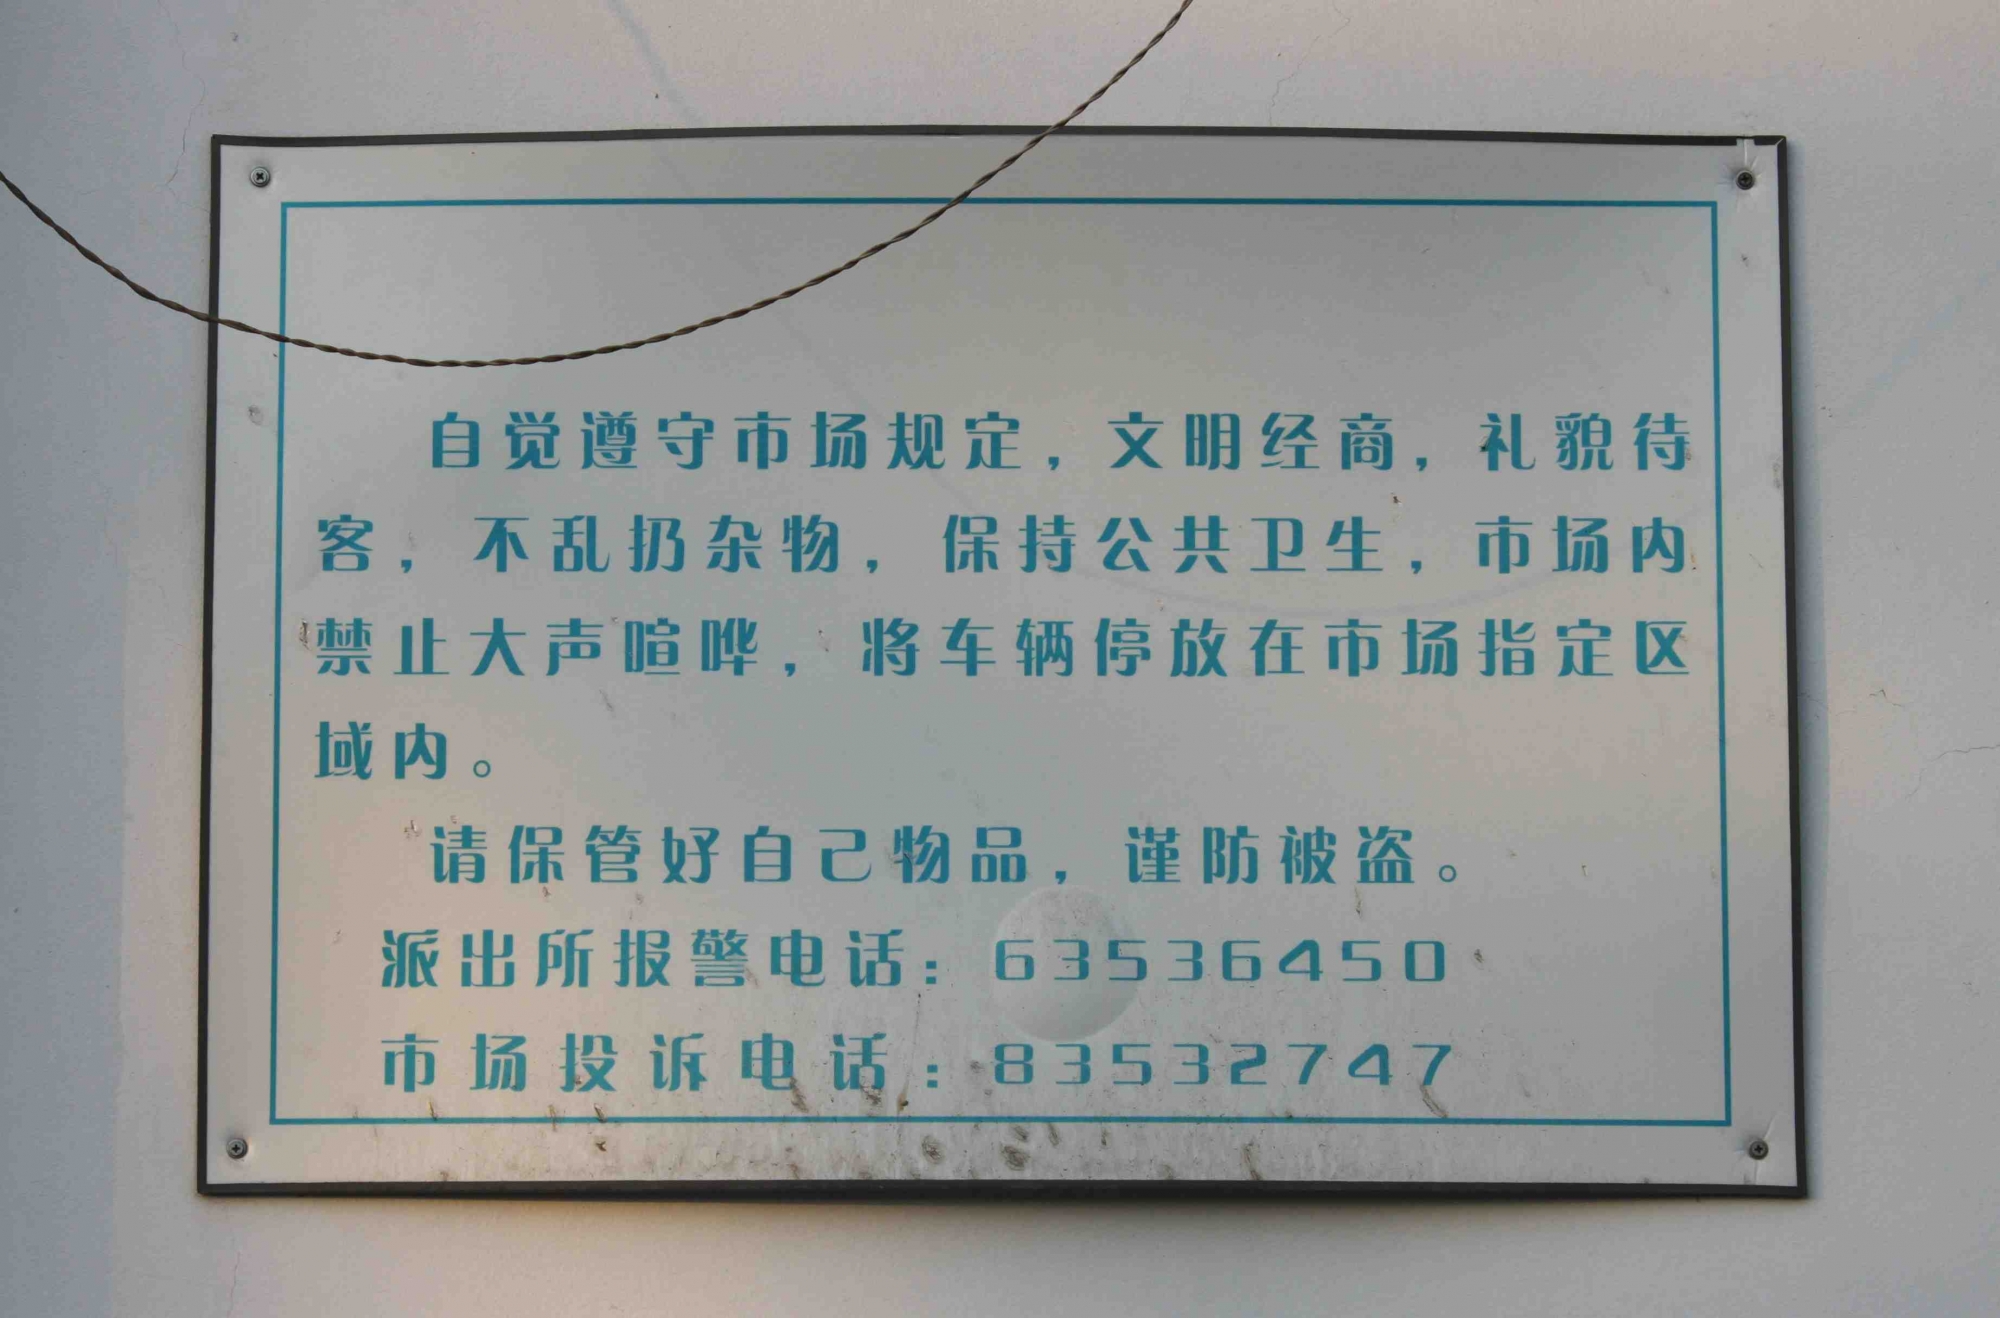 自觉遵守市场规定，文明经商，礼貌待
客，不乱扔杂物，保持公共卫生，市场内
禁止大声喧哗，将车辆停放在市场指定区
域内。
请保管好自己物品，谨防被盗。
派出所报警电话：63536450
市场投诉电话：83532747